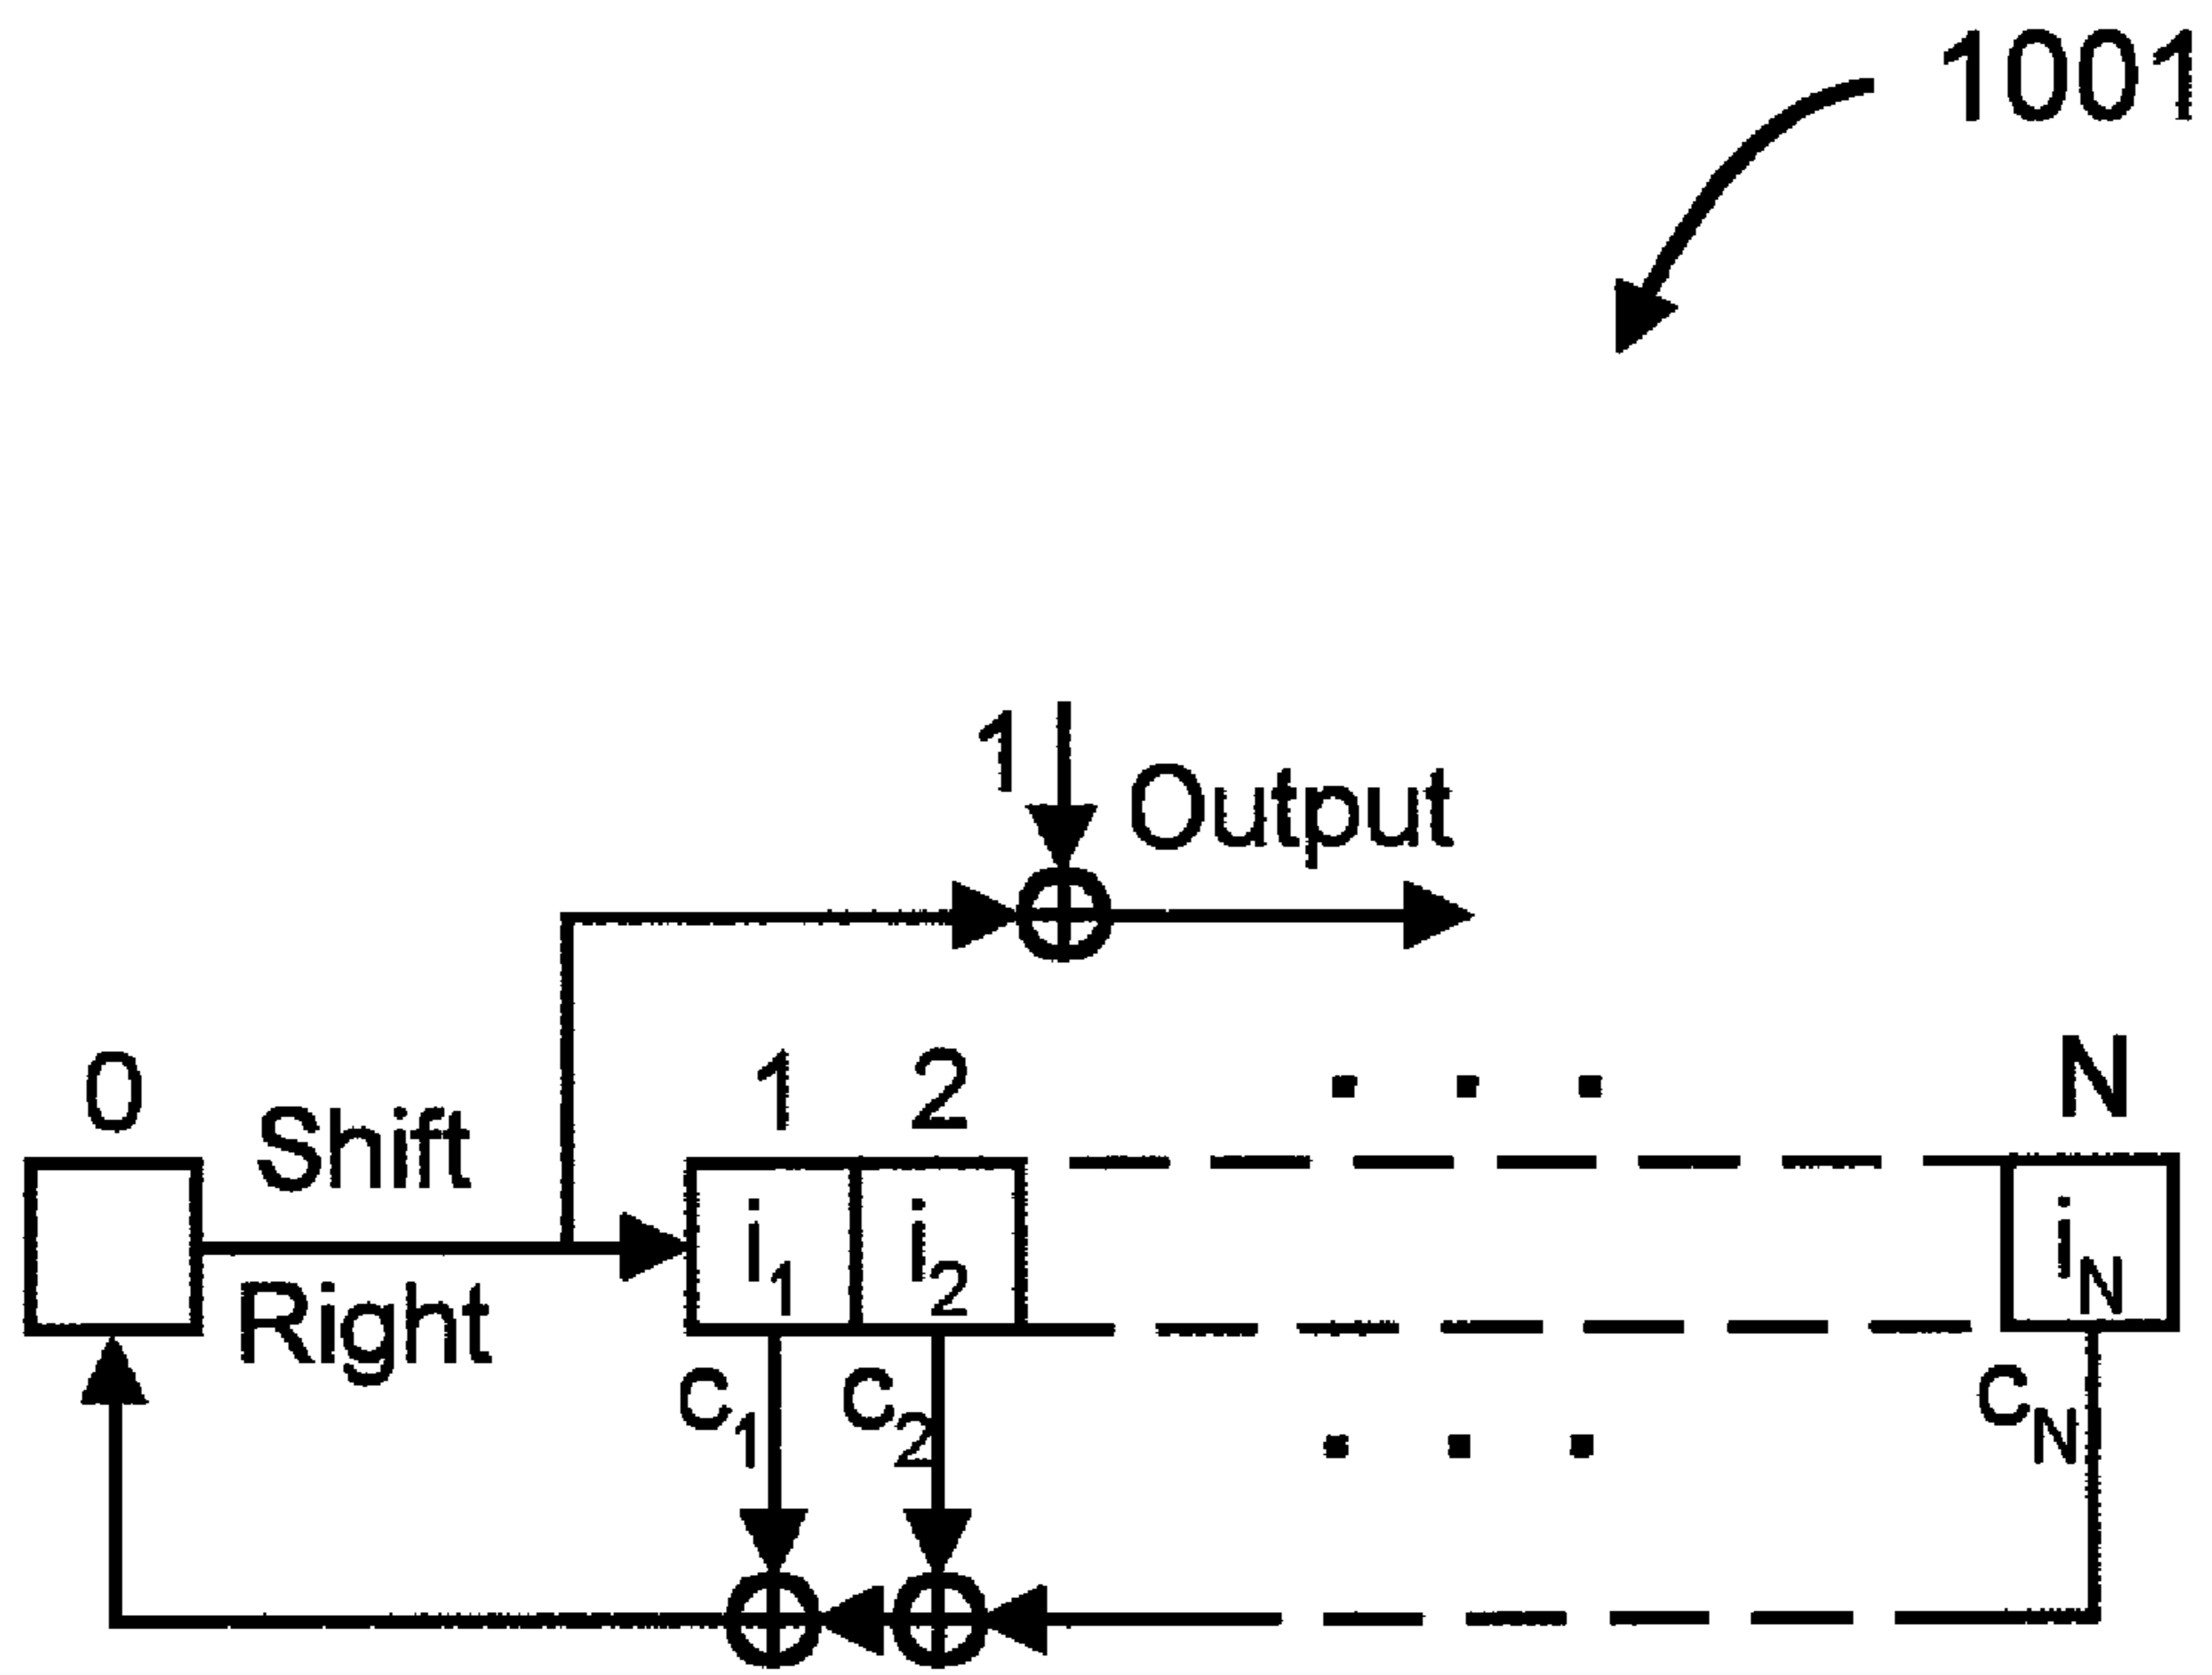 1001
1
Output
0 1 2 . . . N
Shift
Right
i1 i2 iN
C1 C2 . . . CN